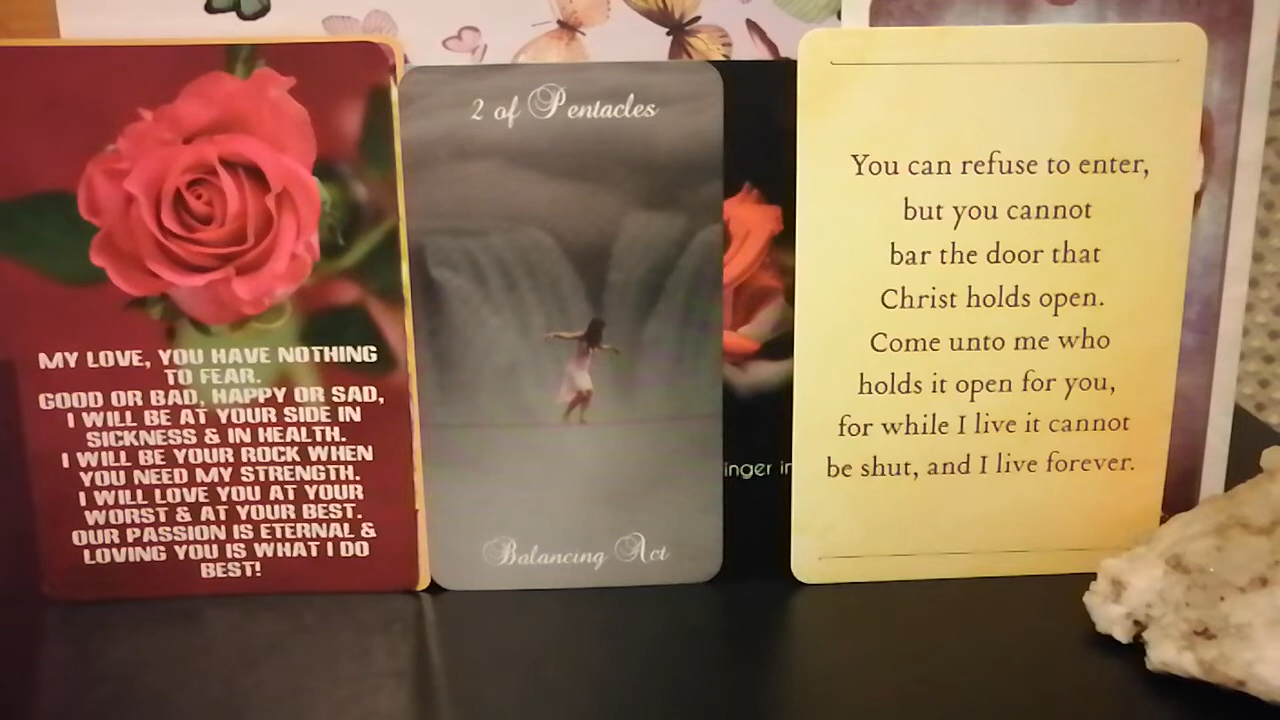 MY LOVE, YOU HAVE NOTHING
TO FEAR.
GOOD OR BAD, HAPPY OR SAD,
I WILL BE AT YOUR SIDE IN
SICKNESS & IN HEALTH.
I WILL BE YOUR ROCK WHEN
YOU NEED MY STRENGTH.
I WILL LOVE YOU AT YOUR
WORST & AT YOUR BEST.
OUR PASSION IS ETERNAL &
LOVING YOU IS WHAT I DO
BEST!
2 of Pentacles
Balancing Act
inger in
You can refuse to enter,
but you cannot
bar the door that
Christ holds open.
Come unto me who
holds it open for you,
for while I live it cannot
be shut, and I live forever.